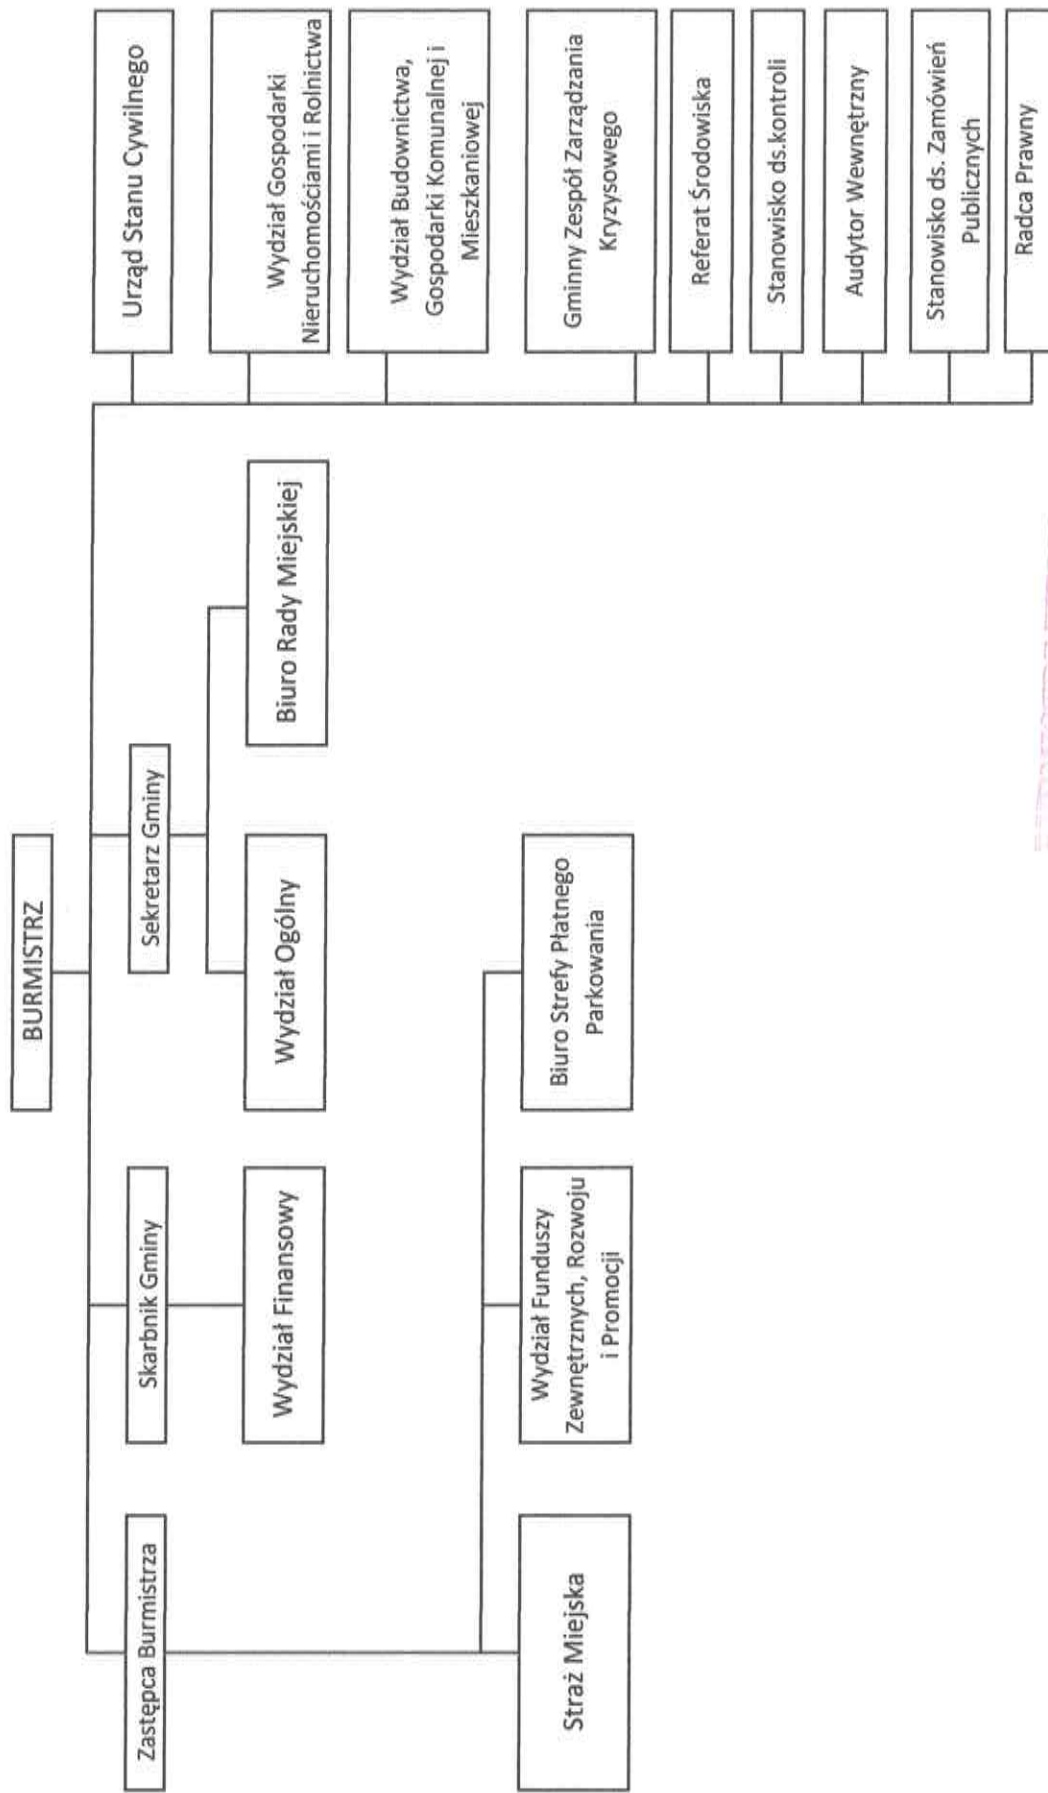 BURMISTRZ
Zastępca Burmistrza
Skarbnik Gminy
Sekretarz Gminy
Wydział Finansowy
Wydział Ogólny
Biuro Rady Miejskiej
Straż Miejska
Wydział Funduszy
Zewnętrznych, Rozwoju
i Promocji
Biuro Strefy Płatnego
Parkowania
Urząd Stanu Cywilnego
Wydział Gospodarki
Nieruchomościami i Rolnictwa
Wydział Budownictwa,
Gospodarki Komunalnej i
Mieszkaniowej
Gminny Zespół Zarządzania
Kryzysowego
Referat Środowiska
Stanowisko ds.kontroli
Audytor Wewnętrzny
Stanowisko ds. Zamówień
Publicznych
Radca Prawny